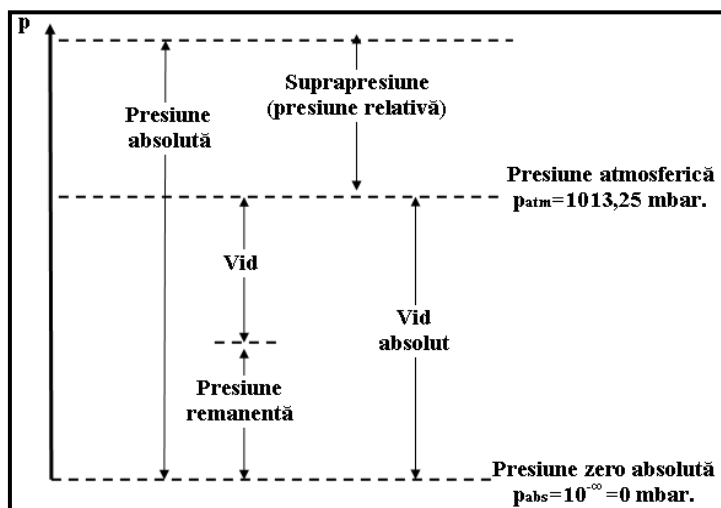 p
Suprapresiune
(presiune relativă)
Presiune
absolută
Presiune atmosferică
patm=1013,25 mbar.
Vid
Vid
absolut
Presiune
remanentă
Presiune zero absolută
pabs=10^-∞=0 mbar.